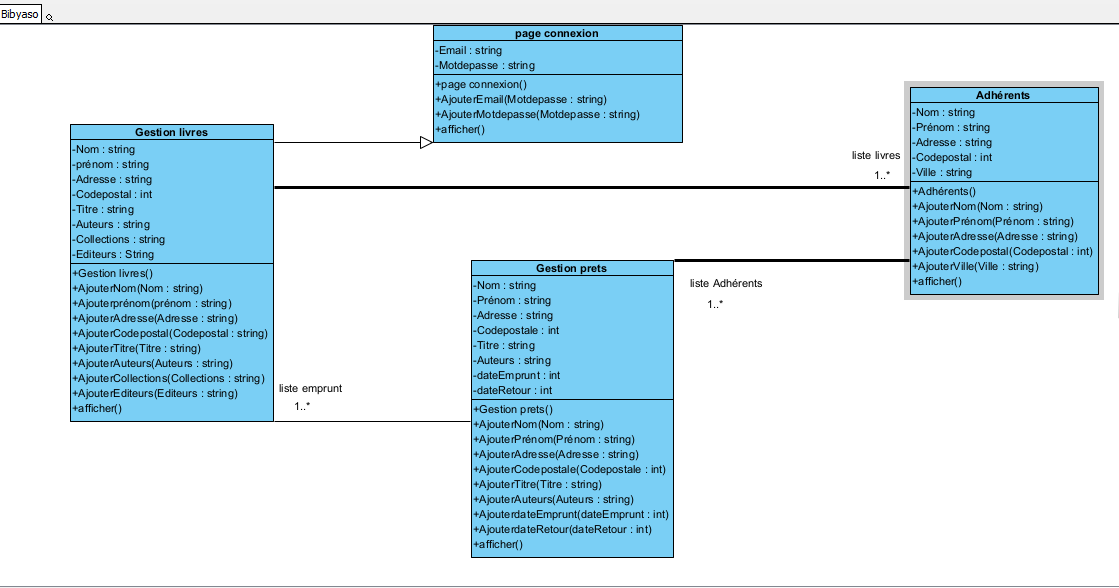 Bibyaso
page connexion
-Email : string
-Motdepasse : string
+page connexion()
+AjouterEmail(Motdepasse : string)
+AjouterMotdepasse(Motdepasse : string)
+afficher()
Gestion livres
-Nom : string
-prénom : string
-Adresse : string
-Codepostal : int
-Titre : string
-Auteurs : string
-Collections : string
-Editeurs : String
+Gestion livres()
+AjouterNom(Nom : string)
+Ajouterprénom(prénom : string)
+AjouterAdresse(Adresse : string)
+AjouterCodepostal(Codepostal : string)
+AjouterTitre(Titre : string)
+AjouterAuteurs(Auteurs : string)
+AjouterCollections(Collections : string)
+AjouterEditeurs(Editeurs : string)
+afficher()
liste livres
1..*
Adhérents
-Nom : string
-Prénom : string
-Adresse : string
-Codepostal : int
-Ville : string
+Adhérents()
+AjouterNom(Nom : string)
+AjouterPrénom(Prénom : string)
+AjouterAdresse(Adresse : string)
+AjouterCodepostal(Codepostal : int)
+AjouterVille(Ville : string)
+afficher()
liste Adhérents
1..*
liste emprunt
1..*
Gestion prets
-Nom : string
-Prénom : string
-Adresse : string
-Codepostale : int
-Titre : string
-Auteurs : string
-dateEmprunt : int
-dateRetour : int
+Gestion prets()
+AjouterNom(Nom : string)
+AjouterPrénom(Prénom : string)
+AjouterAdresse(Adresse : string)
+AjouterCodepostale(Codepostale : int)
+AjouterTitre(Titre : string)
+AjouterAuteurs(Auteurs : string)
+AjouterdateEmprunt(dateEmprunt : int)
+AjouterdateRetour(dateRetour : int)
+afficher()